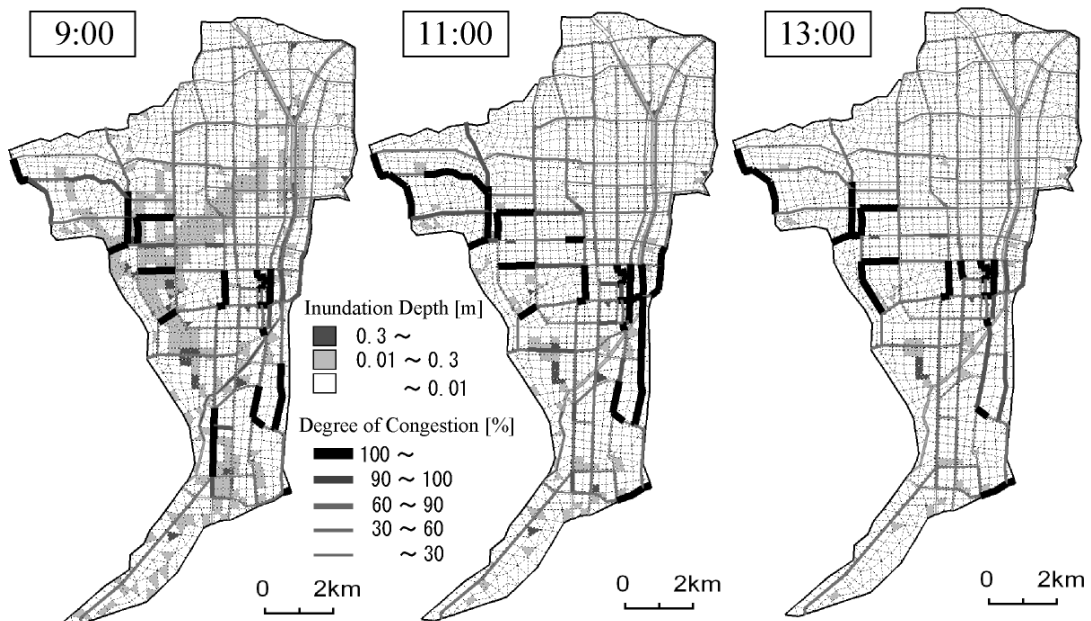 9:00
11:00
13:00
Inundation Depth [m]
0.3～
0.01～0.3
～0.01
Degree of Congestion [%]
100～
90～100
60～90
30～60
～30
0 2km
0 2km
0 2km